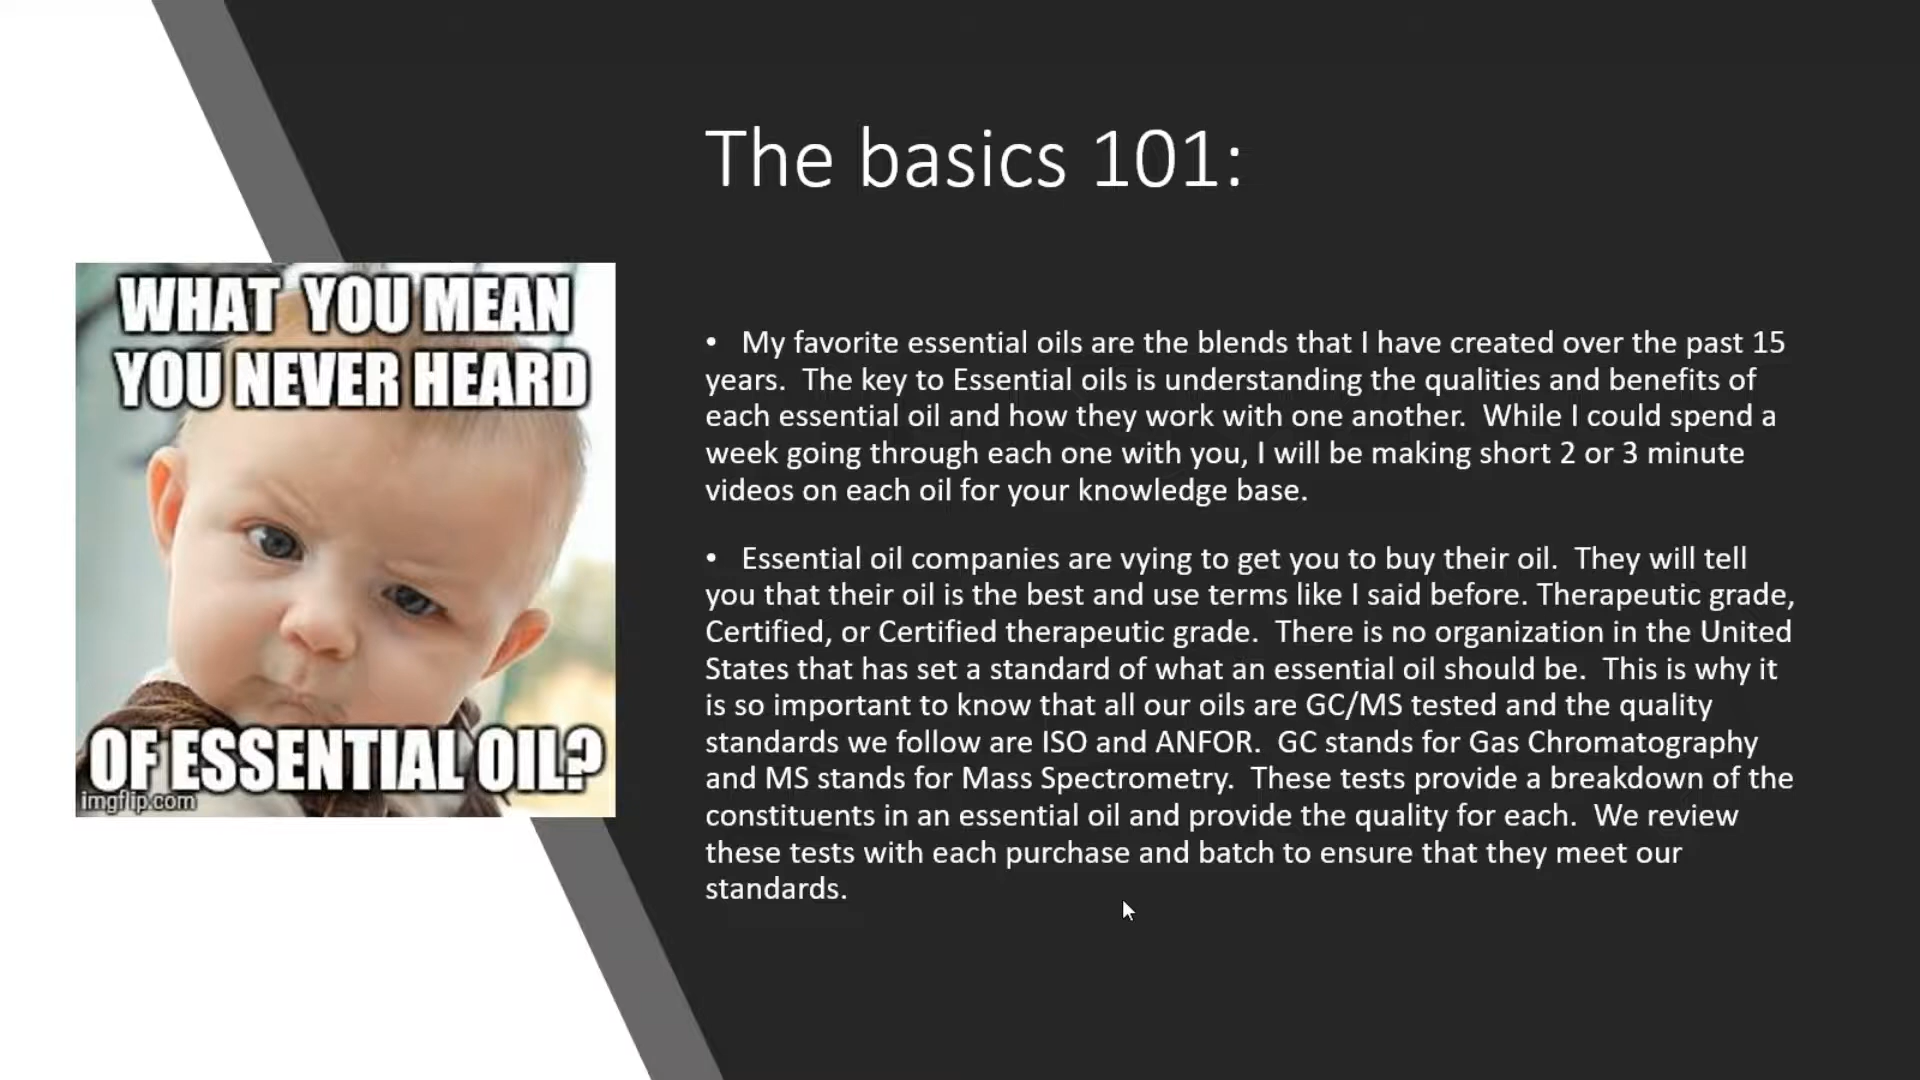 The basics 101:
WHAT YOU MEAN
YOU NEVER HEARD
OF ESSENTIAL OIL?
imgflip.com
• My favorite essential oils are the blends that I have created over the past 15
years. The key to Essential oils is understanding the qualities and benefits of
each essential oil and how they work with one another. While I could spend a
week going through each one with you, I will be making short 2 or 3 minute
videos on each oil for your knowledge base.
• Essential oil companies are vying to get you to buy their oil. They will tell
you that their oil is the best and use terms like I said before. Therapeutic grade,
Certified, or Certified therapeutic grade. There is no organization in the United
States that has set a standard of what an essential oil should be. This is why it
is so important to know that all our oils are GC/MS tested and the quality
standards we follow are ISO and ANFOR. GC stands for Gas Chromatography
and MS stands for Mass Spectrometry. These tests provide a breakdown of the
constituents in an essential oil and provide the quality for each. We review
these tests with each purchase and batch to ensure that they meet our
standards.